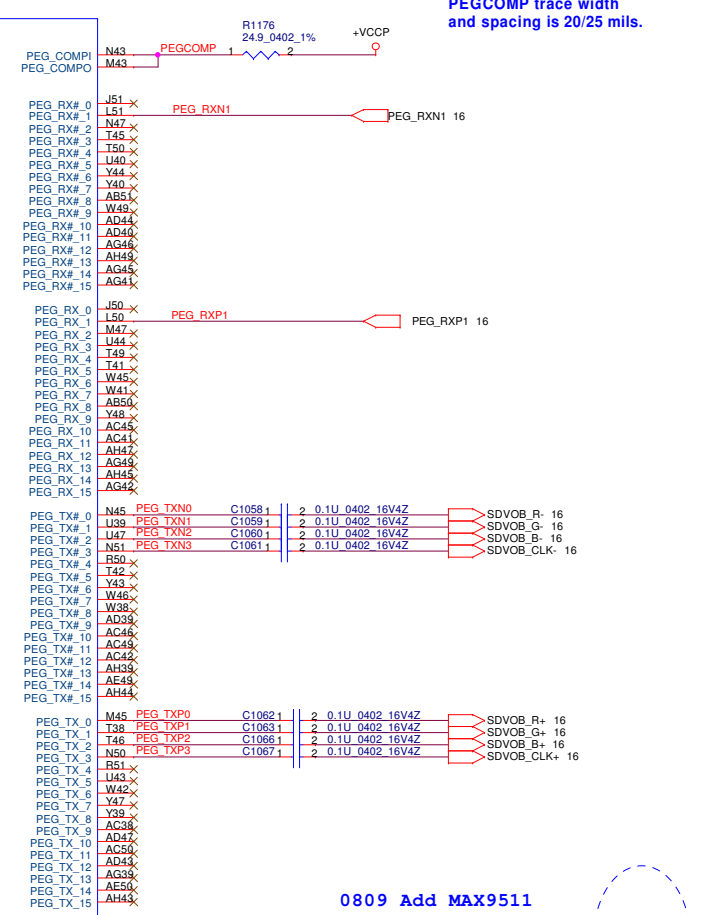 PEGCOMP trace width
and spacing is 20/25 mils.
R1176
24.9_0402_1%
+VCCP
PEG_COMPI N43 PEGCOMP 1 2
PEG_COMPO M43
PEG_RX#_0 J51
PEG_RX#_1 L51 PEG_RXN1 PEG_RXN1 16
PEG_RX#_2 N47
PEG_RX#_3 T45
PEG_RX#_4 T50
PEG_RX#_5 U40
PEG_RX#_6 Y44
PEG_RX#_7 Y40
PEG_RX#_8 AB51
PEG_RX#_9 W49
PEG_RX#_10 AD44
PEG_RX#_11 AD40
PEG_RX#_12 AG46
PEG_RX#_13 AH49
PEG_RX#_14 AG45
PEG_RX#_15 AG41
PEG_RX_0 J50
PEG_RX_1 L50 PEG_RXP1 PEG_RXP1 16
PEG_RX_2 M47
PEG_RX_3 U44
PEG_RX_4 T49
PEG_RX_5 T41
PEG_RX_6 W45
PEG_RX_7 W41
PEG_RX_8 AB50
PEG_RX_9 Y48
PEG_RX_10 AC45
PEG_RX_11 AC41
PEG_RX_12 AH47
PEG_RX_13 AG49
PEG_RX_14 AH45
PEG_RX_15 AG42
PEG_TX#_0 N45 PEG_TXN0 C1058 1 2 0.1U_0402_16V4Z SDVOB_R- 16
PEG_TX#_1 U39 PEG_TXN1 C1059 1 2 0.1U_0402_16V4Z SDVOB_G- 16
PEG_TX#_2 U47 PEG_TXN2 C1060 1 2 0.1U_0402_16V4Z SDVOB_B- 16
PEG_TX#_3 N51 PEG_TXN3 C1061 1 2 0.1U_0402_16V4Z SDVOB_CLK- 16
PEG_TX#_4 R50
PEG_TX#_5 T42
PEG_TX#_6 Y43
PEG_TX#_7 W46
PEG_TX#_8 W38
PEG_TX#_9 AD39
PEG_TX#_10 AC46
PEG_TX#_11 AC49
PEG_TX#_12 AC42
PEG_TX#_13 AH39
PEG_TX#_14 AE49
PEG_TX#_15 AH44
PEG_TX_0 M45 PEG_TXP0 C1062 1 2 0.1U_0402_16V4Z SDVOB_R+ 16
PEG_TX_1 T38 PEG_TXP1 C1063 1 2 0.1U_0402_16V4Z SDVOB_G+ 16
PEG_TX_2 T46 PEG_TXP2 C1066 1 2 0.1U_0402_16V4Z SDVOB_B+ 16
PEG_TX_3 N50 PEG_TXP3 C1067 1 2 0.1U_0402_16V4Z SDVOB_CLK+ 16
PEG_TX_4 R51
PEG_TX_5 U43
PEG_TX_6 W42
PEG_TX_7 Y47
PEG_TX_8 Y39
PEG_TX_9 AC38
PEG_TX_10 AD47
PEG_TX_11 AC50
PEG_TX_12 AD43
PEG_TX_13 AG39
PEG_TX_14 AE50
PEG_TX_15 AH43
0809 Add MAX9511